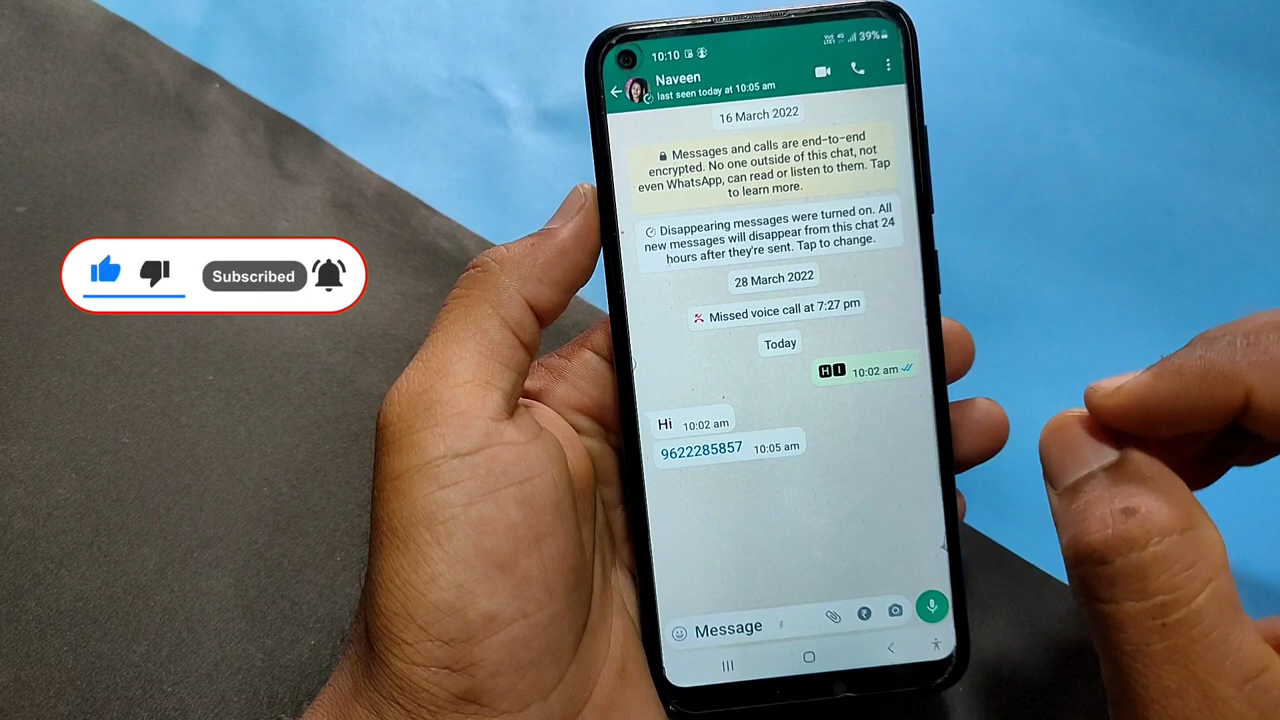 10:10
39%
Naveen
last seen today at 10:05 am
16 March 2022
Messages and calls are end-to-end
encrypted. No one outside of this chat, not
even WhatsApp, can read or listen to them. Tap
to learn more.
Disappearing messages were turned on. All
new messages will disappear from this chat 24
hours after they're sent. Tap to change.
28 March 2022
Missed voice call at 7:27 pm
Today
HI 10:02 am
Hi 10:02 am
9622285857 10:05 am
Message
Subscribed